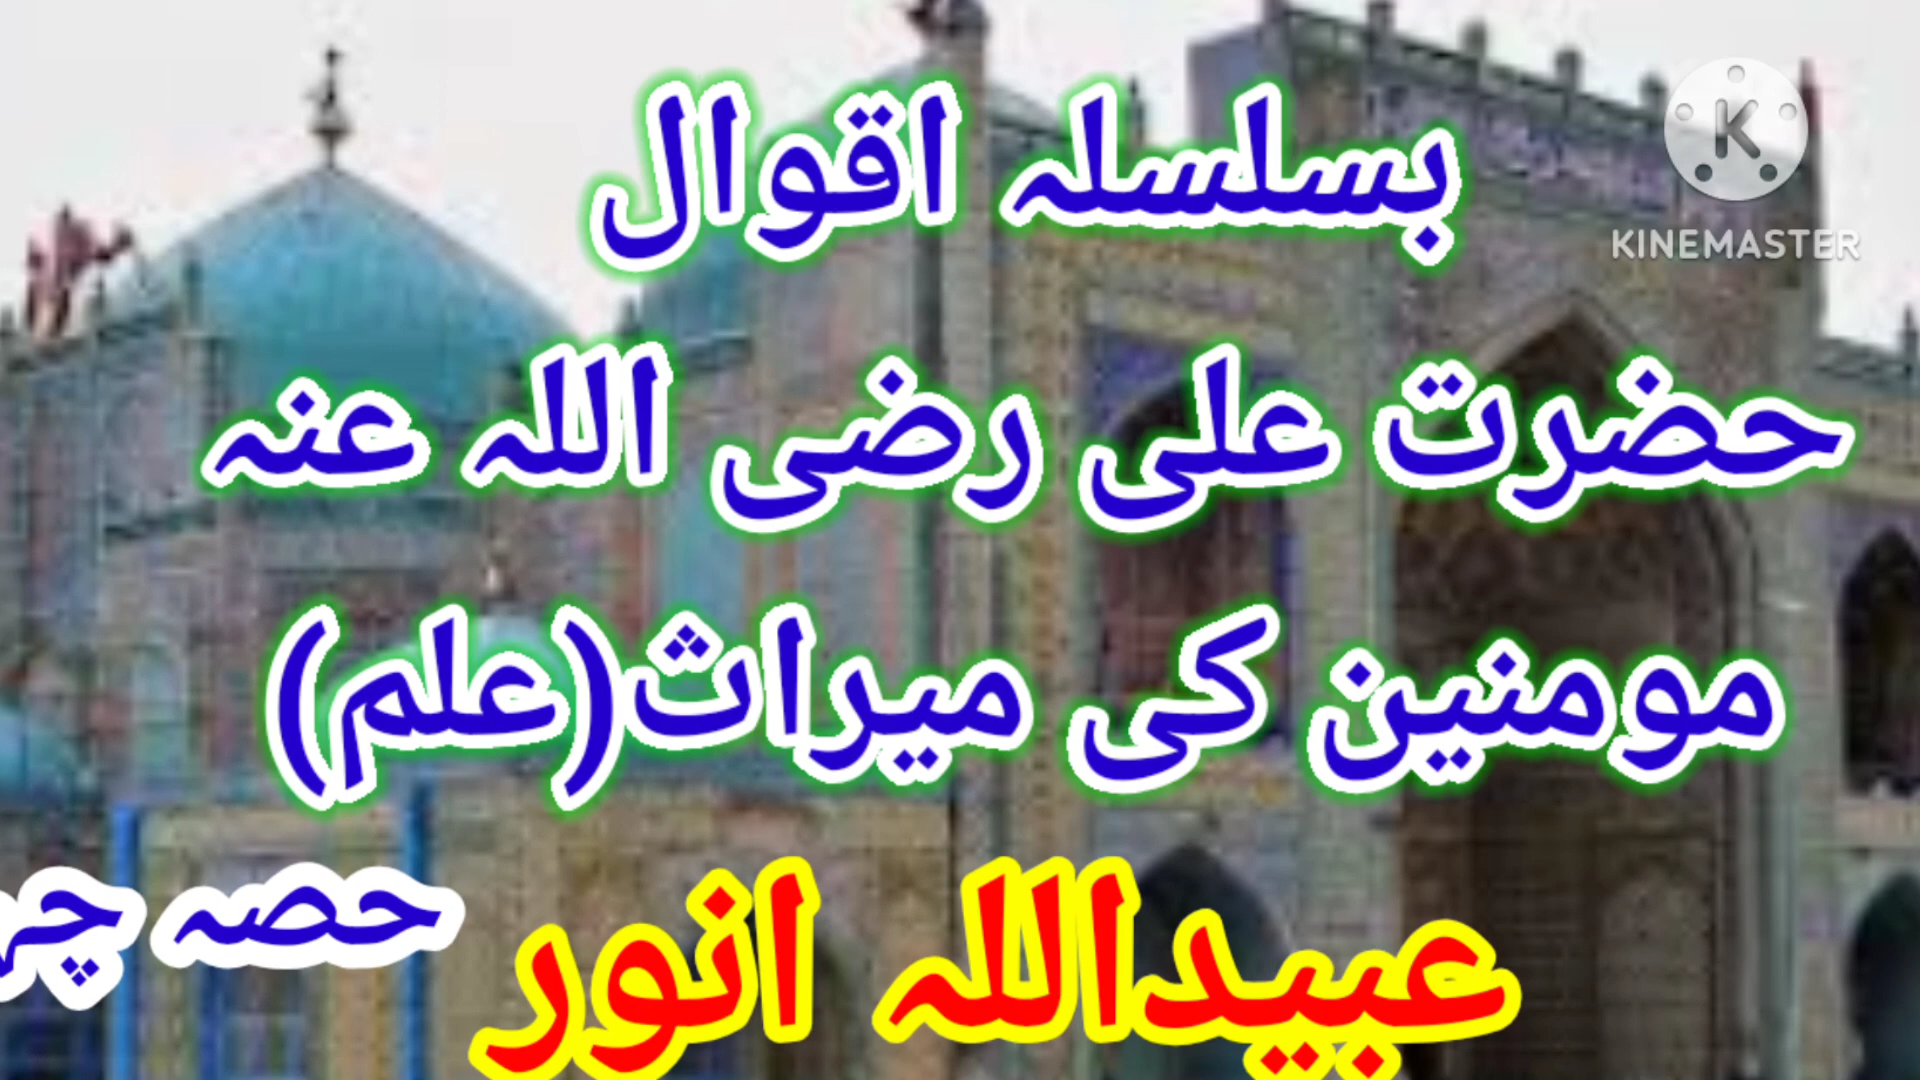 بسلسلہ اقوال
KINEMASTER
حضرت علی رضی اللہ عنہ
مومنین کی میراث(علم)
عبیداللہ انور
حصہ